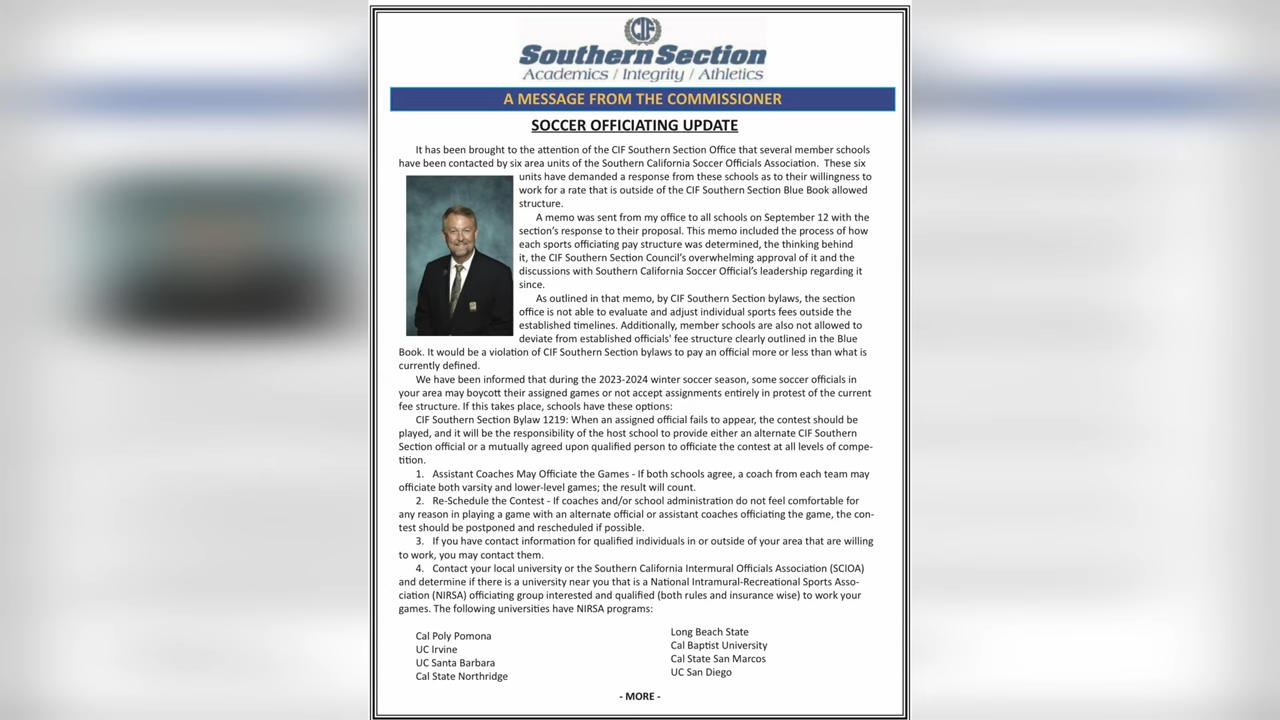 CIF
Southern Section
Academics / Integrity / Athletics
A MESSAGE FROM THE COMMISSIONER
SOCCER OFFICIATING UPDATE
It has been brought to the attention of the CIF Southern Section Office that several member schools
have been contacted by six area units of the Southern California Soccer Officials Association. These six
units have demanded a response from these schools as to their willingness to
work for a rate that is outside of the CIF Southern Section Blue Book allowed
structure.
A memo was sent from my office to all schools on September 12 with the
section's response to their proposal. This memo included the process of how
each sports officiating pay structure was determined, the thinking behind
it, the CIF Southern Section Council's overwhelming approval of it and the
discussions with Southern California Soccer Official's leadership regarding it
since.
As outlined in that memo, by CIF Southern Section bylaws, the section
office is not able to evaluate and adjust individual sports fees outside the
established timelines. Additionally, member schools are also not allowed to
deviate from established officials' fee structure clearly outlined in the Blue
Book. It would be a violation of CIF Southern Section bylaws to pay an official more or less than what is
currently defined.
We have been informed that during the 2023-2024 winter soccer season, some soccer officials in
your area may boycott their assigned games or not accept assignments entirely in protest of the current
fee structure. If this takes place, schools have these options:
CIF Southern Section Bylaw 1219: When an assigned official fails to appear, the contest should be
played, and it will be the responsibility of the host school to provide either an alternate CIF Southern
Section official or a mutually agreed upon qualified person to officiate the contest at all levels of compe-
tition.
1. Assistant Coaches May Officiate the Games - If both schools agree, a coach from each team may
officiate both varsity and lower-level games; the result will count.
2. Re-Schedule the Contest - If coaches and/or school administration do not feel comfortable for
any reason in playing a game with an alternate official or assistant coaches officiating the game, the con-
test should be postponed and rescheduled if possible.
3. If you have contact information for qualified individuals in or outside of your area that are willing
to work, you may contact them.
4. Contact your local university or the Southern California Intermural Officials Association (SCIOA)
and determine if there is a university near you that is a National Intramural-Recreational Sports Asso-
ciation (NIRSA) officiating group interested and qualified (both rules and insurance wise) to work your
games. The following universities have NIRSA programs:
Cal Poly Pomona
UC Irvine
UC Santa Barbara
Cal State Northridge
Long Beach State
Cal Baptist University
Cal State San Marcos
UC San Diego
- MORE -